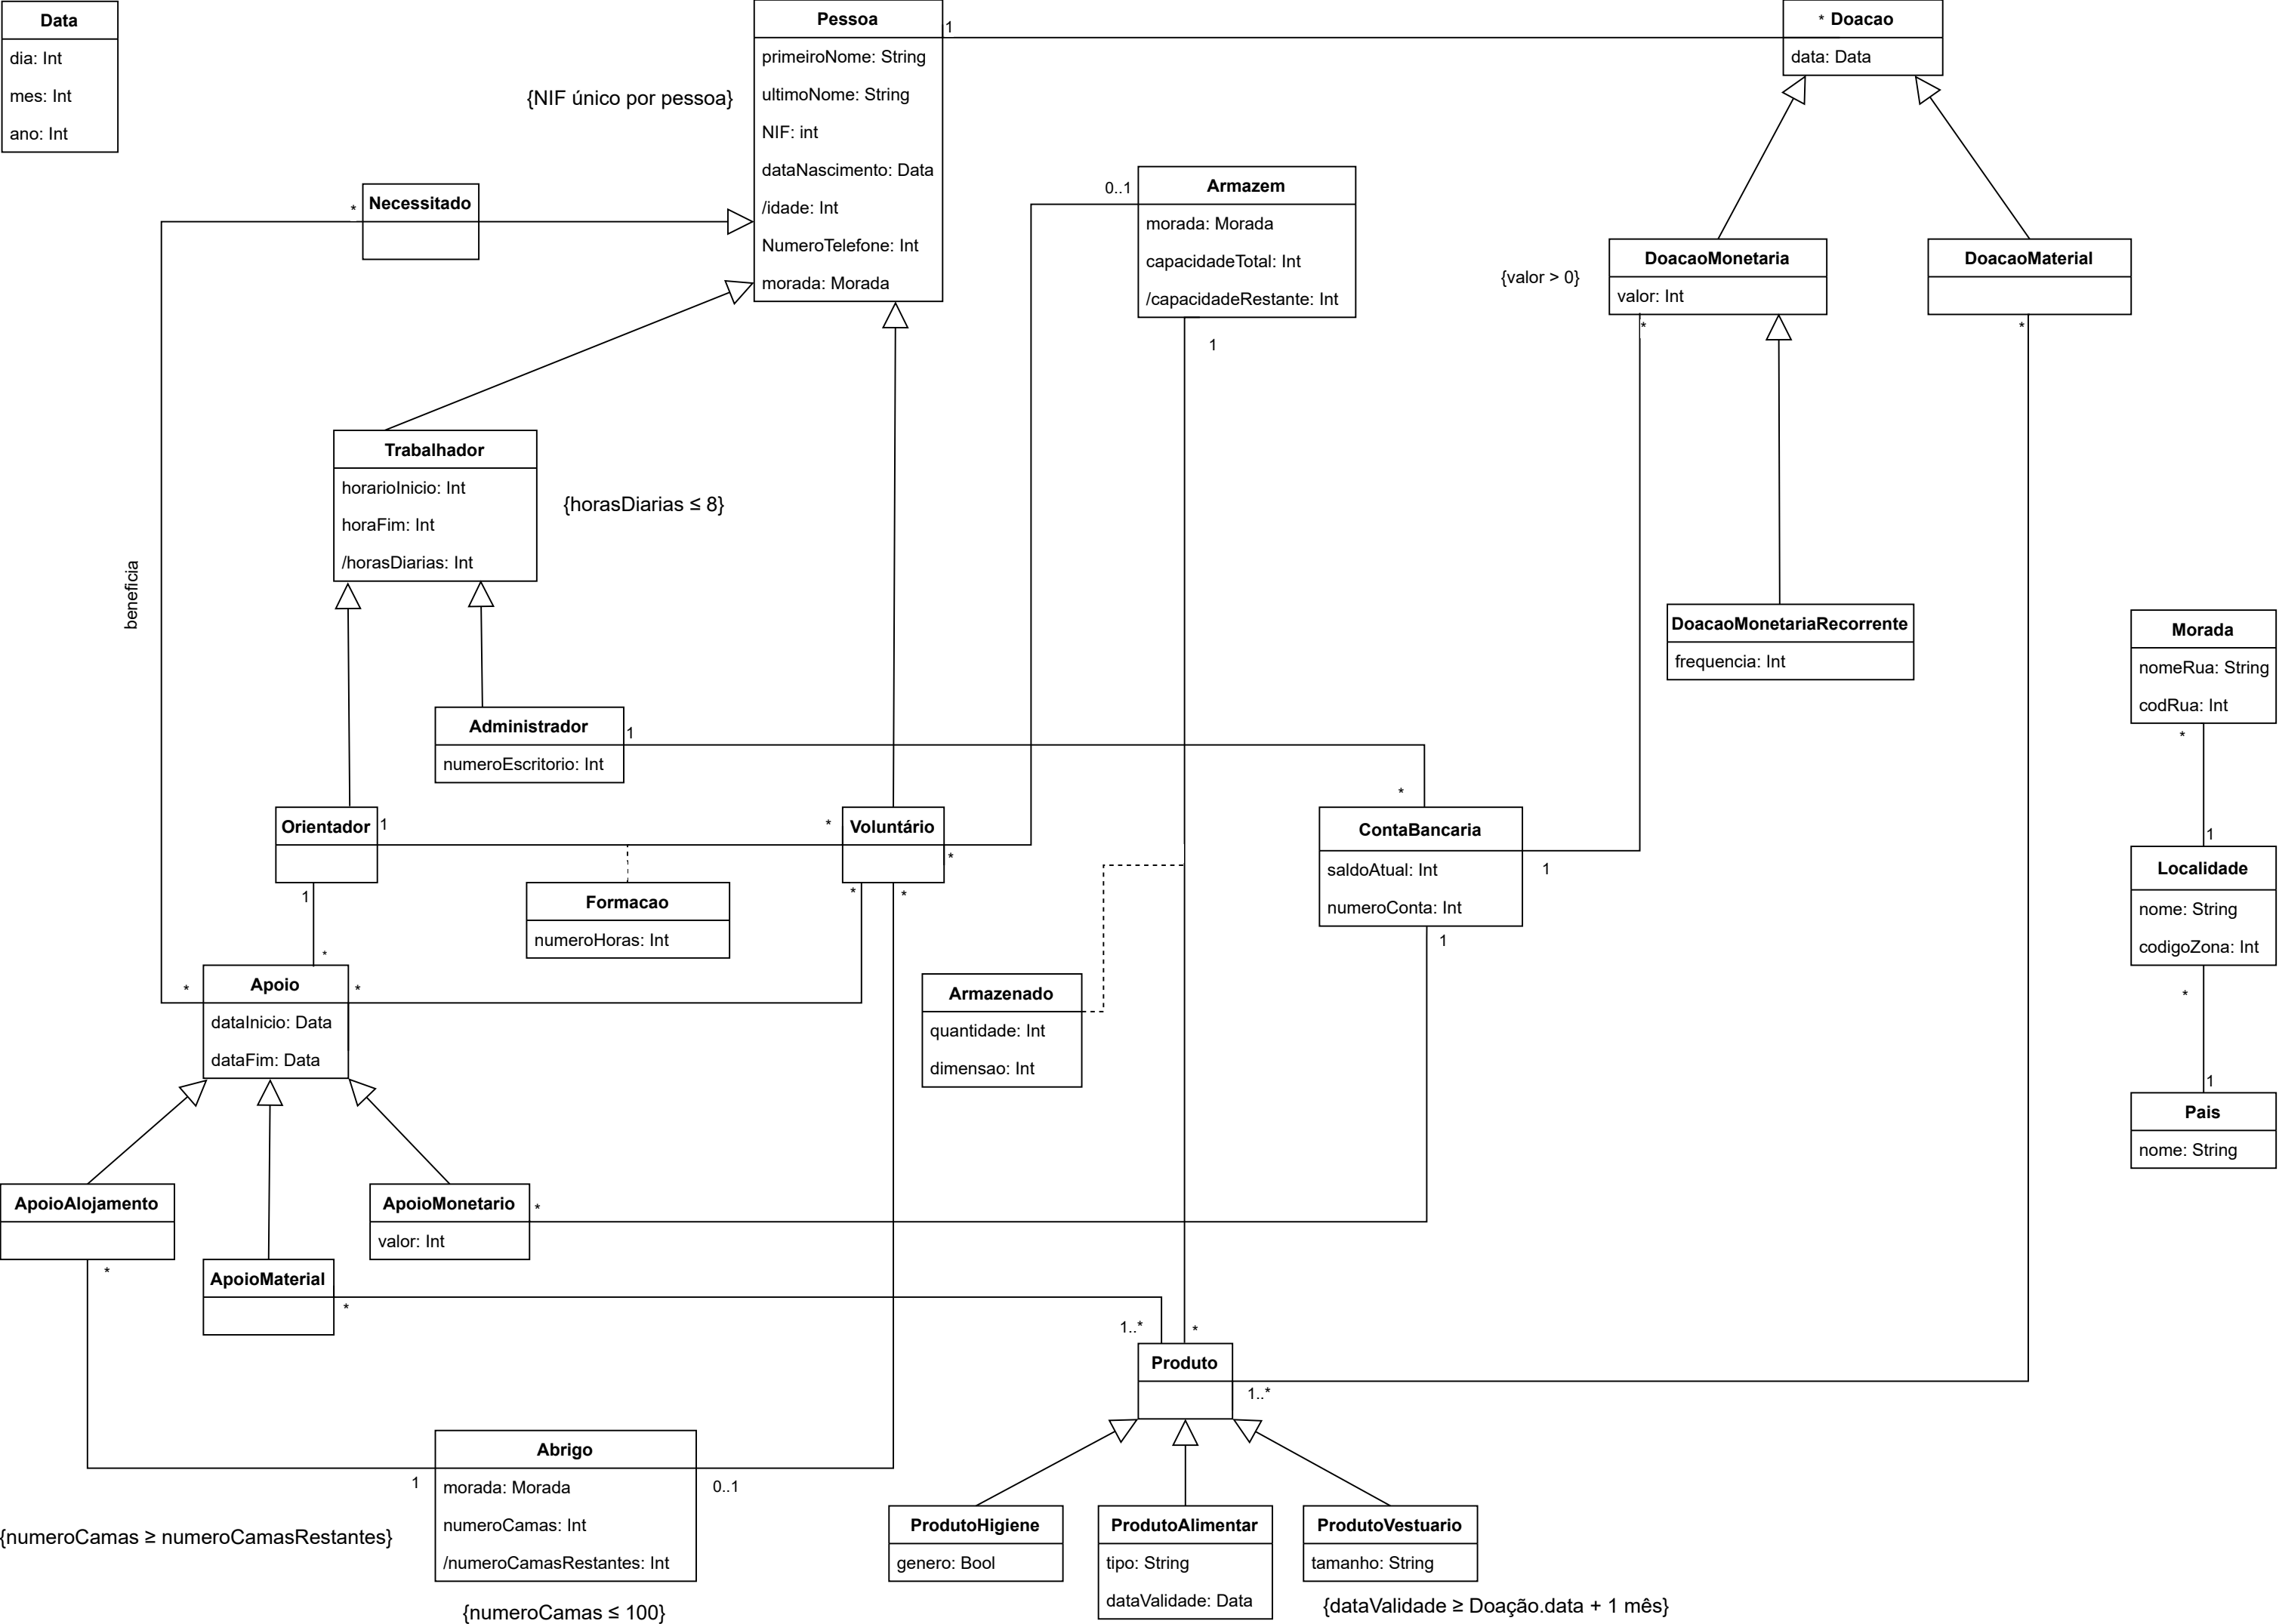 Data
dia: Int
mes: Int
ano: Int
{NIF único por pessoa}
Pessoa
primeiroNome: String
ultimoNome: String
NIF: int
dataNascimento: Data
/idade: Int
NumeroTelefone: Int
morada: Morada
1
* Doacao
data: Data
*
Necessitado
0..1
Armazem
morada: Morada
capacidadeTotal: Int
/capacidadeRestante: Int
1
{valor > 0}
DoacaoMonetaria
valor: Int
*
DoacaoMaterial
*
Trabalhador
horarioInicio: Int
horaFim: Int
/horasDiarias: Int
{horasDiarias ≤ 8}
beneficia
DoacaoMonetariaRecorrente
frequencia: Int
Morada
nomeRua: String
codRua: Int
*
1
Localidade
nome: String
codigoZona: Int
*
1
Pais
nome: String
Administrador
numeroEscritorio: Int
1
*
Orientador
1
1
*
Voluntário
*
*
*
ContaBancaria
saldoAtual: Int
numeroConta: Int
1
1
Formacao
numeroHoras: Int
*
*
Apoio
*
dataInicio: Data
dataFim: Data
Armazenado
quantidade: Int
dimensao: Int
ApoioAlojamento
*
ApoioMaterial
*
ApoioMonetario
valor: Int
*
1..*
*
Produto
1..*
Abrigo
morada: Morada
numeroCamas: Int
/numeroCamasRestantes: Int
1
0..1
{numeroCamas ≥ numeroCamasRestantes}
{numeroCamas ≤ 100}
ProdutoHigiene
genero: Bool
ProdutoAlimentar
tipo: String
dataValidade: Data
ProdutoVestuario
tamanho: String
{dataValidade ≥ Doação.data + 1 mês}